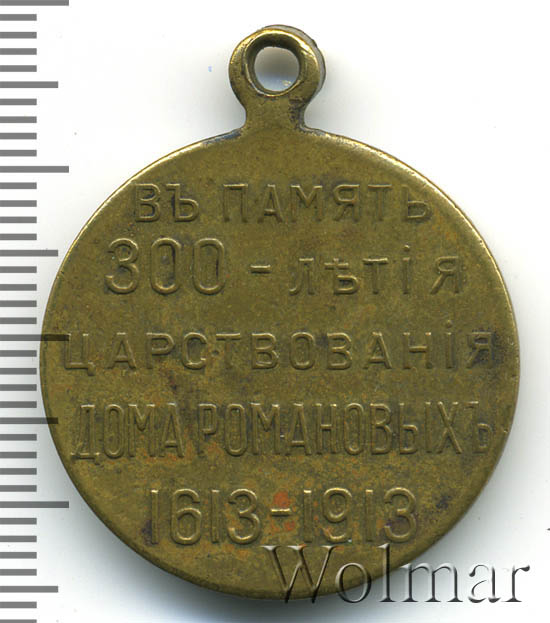 ВЪ ПАМЯТЬ
300-ЛѢТІЯ
ЦАРСТВОВАНІЯ
ДОМА РОМАНОВЫХЪ
1613-1913
Wolmar